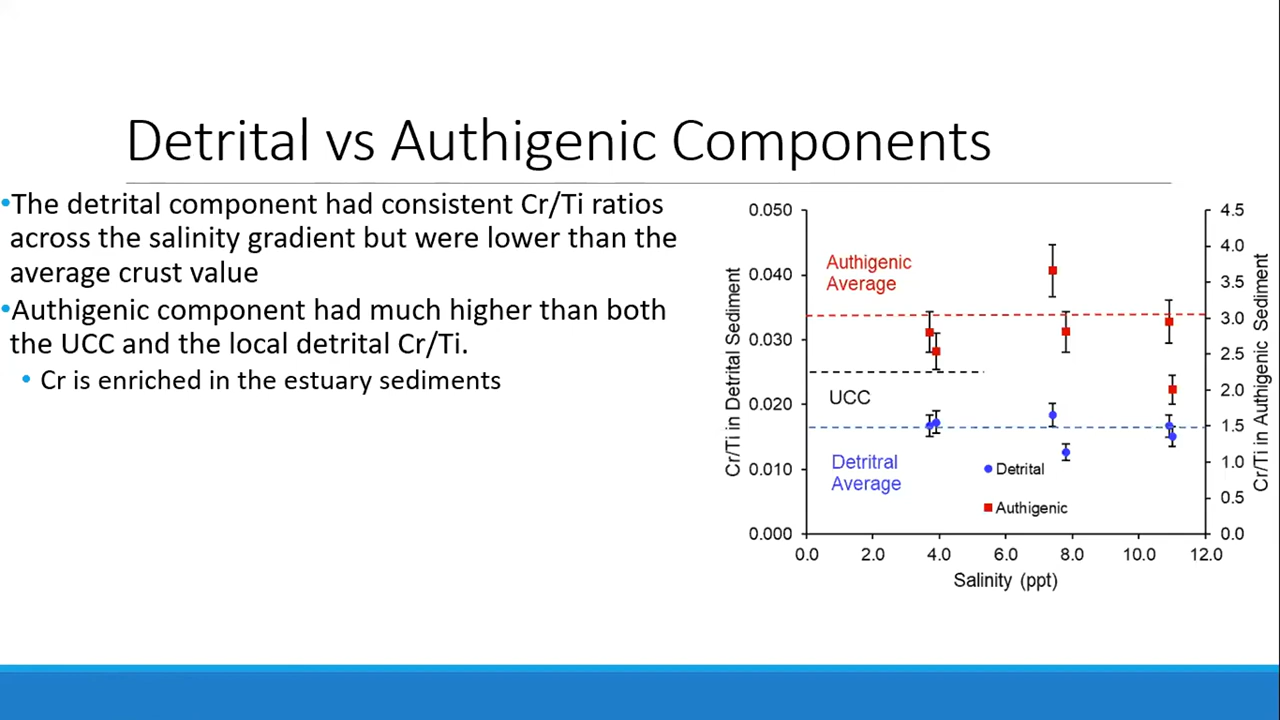 Detrital vs Authigenic Components
•The detrital component had consistent Cr/Ti ratios
across the salinity gradient but were lower than the
average crust value
•Authigenic component had much higher than both
the UCC and the local detrital Cr/Ti.
• Cr is enriched in the estuary sediments
Cr/Ti in Detrital Sediment
0.050
0.040
0.030
0.020
0.010
0.000
Authigenic
Average
UCC
Detritral
Average
Detrital
Authigenic
4.5
4.0
3.5
3.0
2.5
2.0
1.5
1.0
0.5
0.0
Cr/Ti in Authigenic Sediment
0.0 2.0 4.0 6.0 8.0 10.0 12.0
Salinity (ppt)